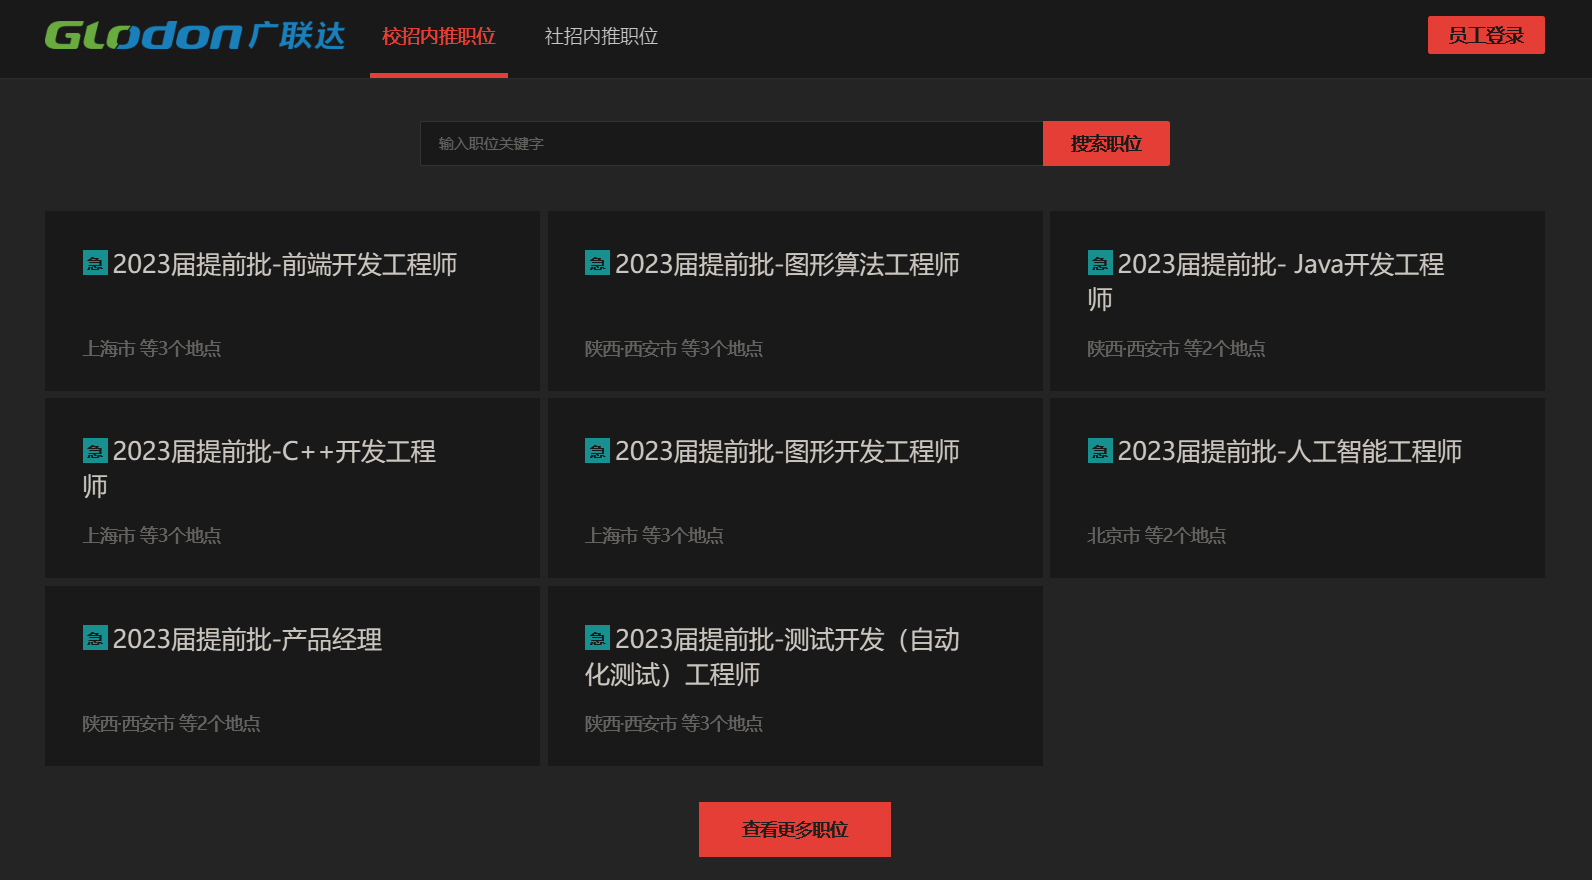 Glodon广联达 校招内推职位 社招内推职位 员工登录
输入职位关键字 搜索职位
急 2023届提前批-前端开发工程师
上海市 等3个地点
急 2023届提前批-图形算法工程师
陕西·西安市 等3个地点
急 2023届提前批- Java开发工程
师
陕西·西安市 等2个地点
急 2023届提前批-C++开发工程
师
上海市 等3个地点
急 2023届提前批-图形开发工程师
上海市 等3个地点
急 2023届提前批-人工智能工程师
北京市 等2个地点
急 2023届提前批-产品经理
陕西·西安市 等2个地点
急 2023届提前批-测试开发（自动
化测试）工程师
陕西·西安市 等3个地点
查看更多职位